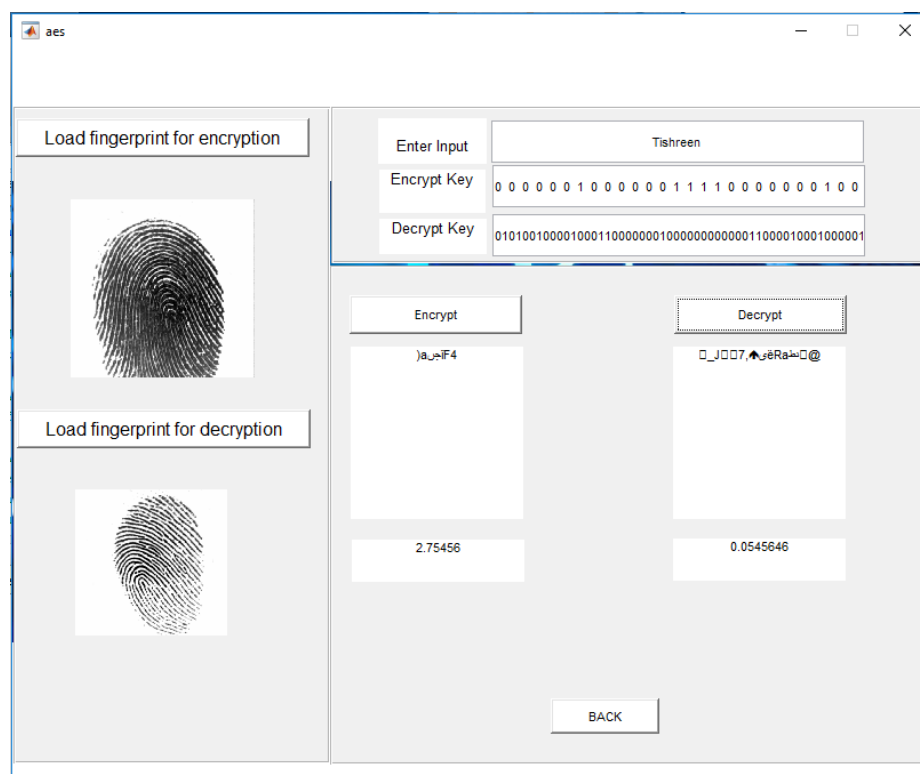 aes
Load fingerprint for encryption
Load fingerprint for decryption
Enter Input
Tishreen
Encrypt Key
0 0 0 0 0 0 1 0 0 0 0 0 0 1 1 1 1 0 0 0 0 0 0 0 1 0 0
Decrypt Key
Encrypt
Decrypt
2.75456
0.0545646
BACK